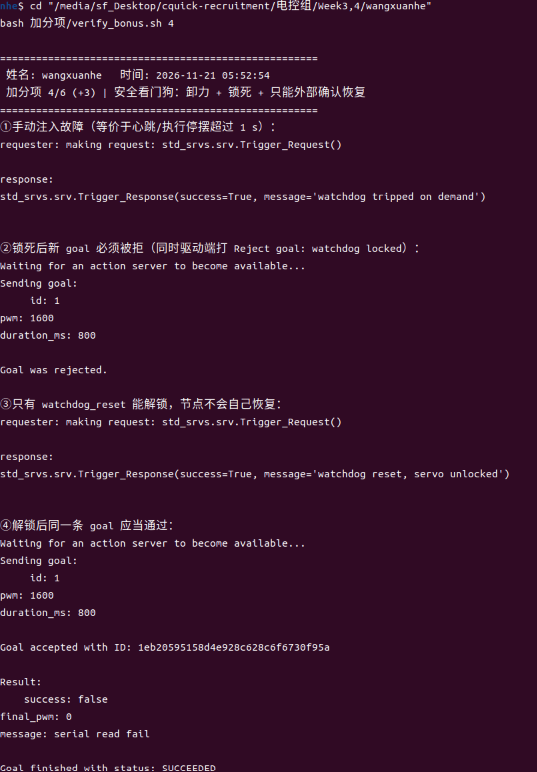 nhe$ cd "/media/sf_Desktop/cquick-recruitment/电控组/Week3,4/wangxuanhe"
bash 加分项/verify_bonus.sh 4
=====================================================
姓名: wangxuanhe   时间: 2026-11-21 05:52:54
加分项 4/6 (+3) | 安全看门狗: 卸力 + 锁死 + 只能外部确认恢复
=====================================================
①手动注入故障（等价于心跳/执行停摆超过 1 s）：
requester: making request: std_srvs.srv.Trigger_Request()
response:
std_srvs.srv.Trigger_Response(success=True, message='watchdog tripped on demand')
②锁死后新 goal 必须被拒（同时驱动端打 Reject goal: watchdog locked）：
Waiting for an action server to become available...
Sending goal:
     id: 1
pwm: 1600
duration_ms: 800
Goal was rejected.
③只有 watchdog_reset 能解锁，节点不会自己恢复：
requester: making request: std_srvs.srv.Trigger_Request()
response:
std_srvs.srv.Trigger_Response(success=True, message='watchdog reset, servo unlocked')
④解锁后同一条 goal 应当通过：
Waiting for an action server to become available...
Sending goal:
     id: 1
pwm: 1600
duration_ms: 800
Goal accepted with ID: 1eb20595158d4e928c628c6f6730f95a
Result:
    success: false
final_pwm: 0
message: serial read fail
Goal finished with status: SUCCEEDED